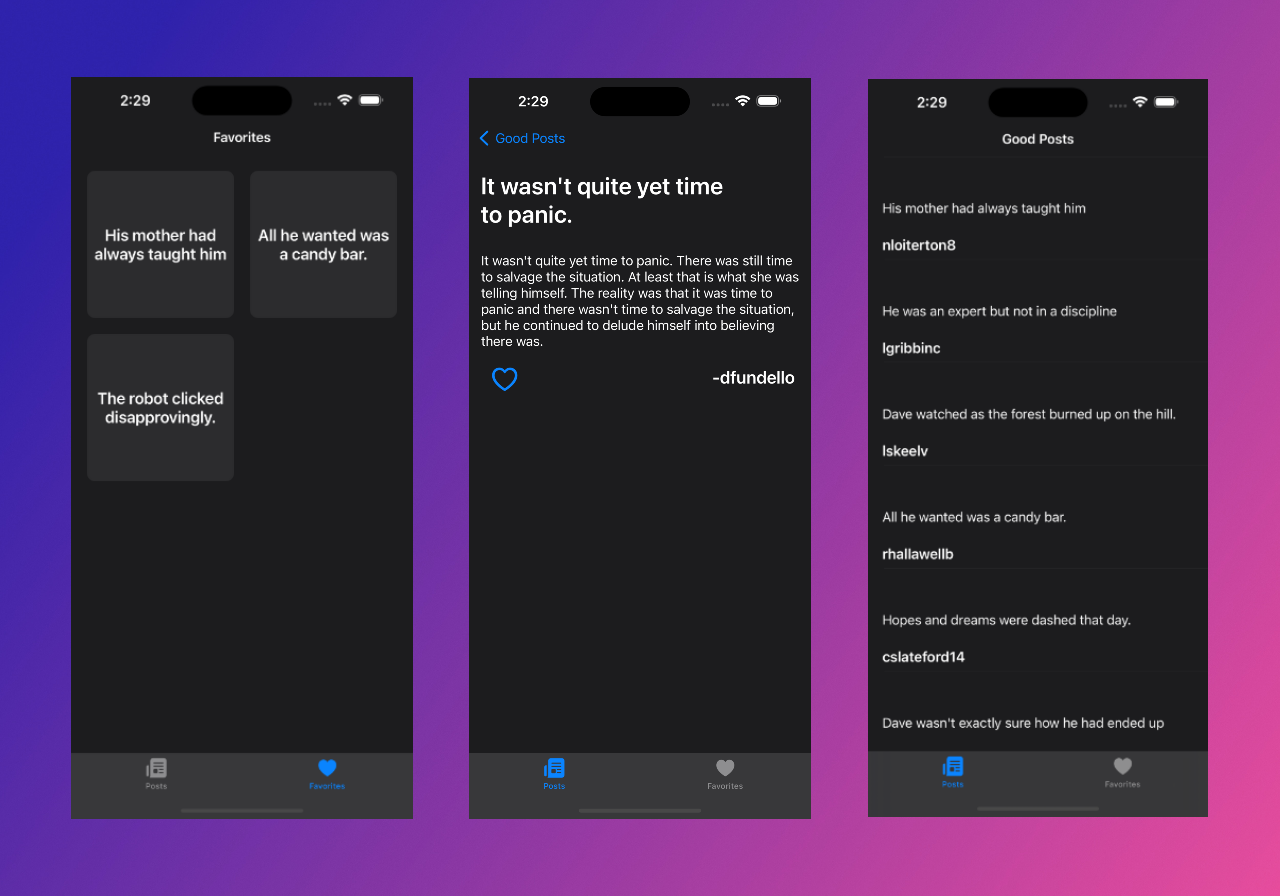 2:29
Favorites
His mother had
always taught him
All he wanted was
a candy bar.
The robot clicked
disapprovingly.
Posts
Favorites
2:29
Good Posts
It wasn't quite yet time
to panic.
It wasn't quite yet time to panic. There was still time
to salvage the situation. At least that is what she was
telling himself. The reality was that it was time to
panic and there wasn't time to salvage the situation,
but he continued to delude himself into believing
there was.
-dfundello
Posts
Favorites
2:29
Good Posts
His mother had always taught him
nloiterton8
He was an expert but not in a discipline
lgribbinc
Dave watched as the forest burned up on the hill.
lskeelv
All he wanted was a candy bar.
rhallawellb
Hopes and dreams were dashed that day.
cslateford14
Dave wasn't exactly sure how he had ended up
Posts
Favorites